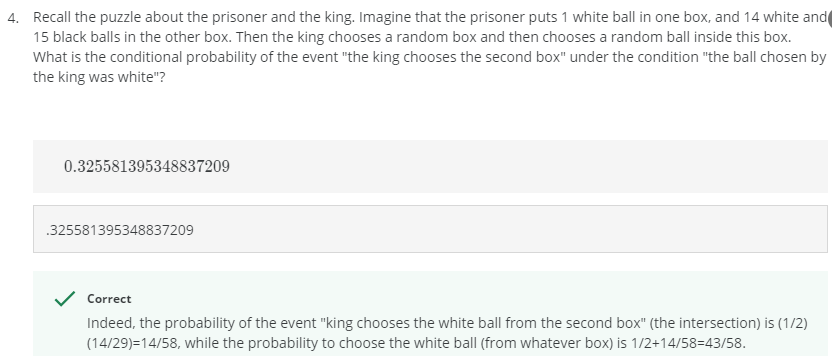 4. Recall the puzzle about the prisoner and the king. Imagine that the prisoner puts 1 white ball in one box, and 14 white and
15 black balls in the other box. Then the king chooses a random box and then chooses a random ball inside this box.
What is the conditional probability of the event "the king chooses the second box" under the condition "the ball chosen by
the king was white"?
0.325581395348837209
.325581395348837209
Correct
Indeed, the probability of the event "king chooses the white ball from the second box" (the intersection) is (1/2)
(14/29)=14/58, while the probability to choose the white ball (from whatever box) is 1/2+14/58=43/58.